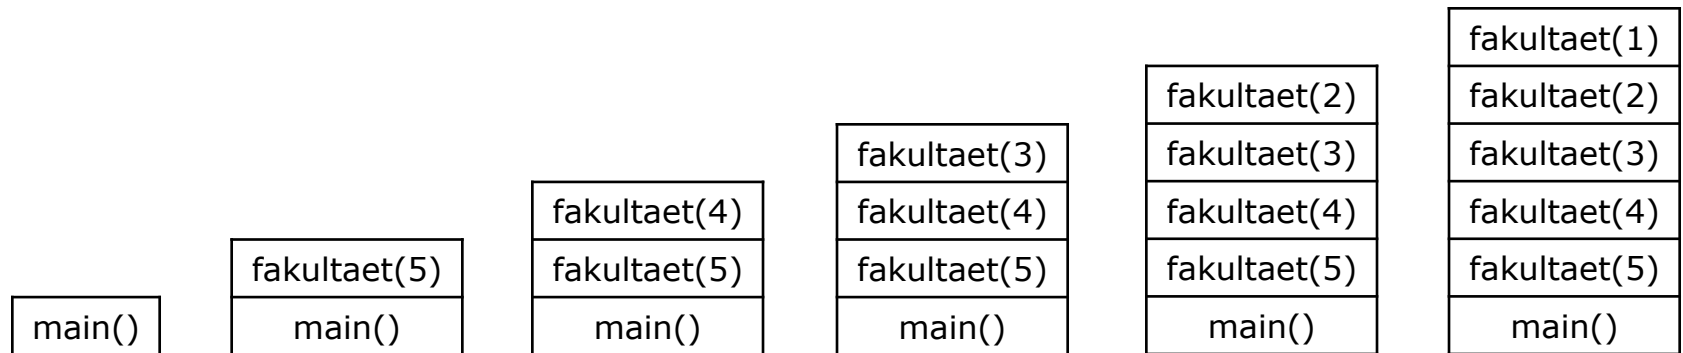 main()
fakultaet(5)
main()
fakultaet(4)
fakultaet(5)
main()
fakultaet(3)
fakultaet(4)
fakultaet(5)
main()
fakultaet(2)
fakultaet(3)
fakultaet(4)
fakultaet(5)
main()
fakultaet(1)
fakultaet(2)
fakultaet(3)
fakultaet(4)
fakultaet(5)
main()